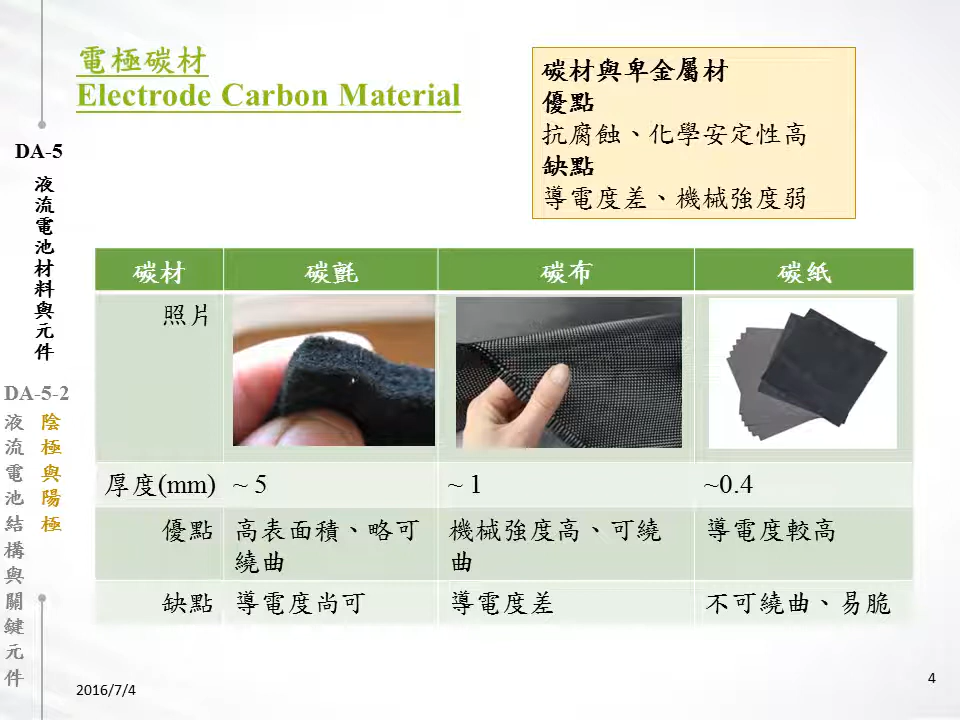 電極碳材
Electrode Carbon Material
碳材與卑金屬材
優點
抗腐蝕、化學安定性高
缺點
導電度差、機械強度弱
DA-5
液流電池材料與元件
DA-5-2
液流電池結構與關鍵元件
陰極與陽極
碳材 碳氈 碳布 碳紙
照片
厚度(mm) ~ 5 ~ 1 ~0.4
優點 高表面積、略可繞曲 機械強度高、可繞曲 導電度較高
缺點 導電度尚可 導電度差 不可繞曲、易脆
2016/7/4
4